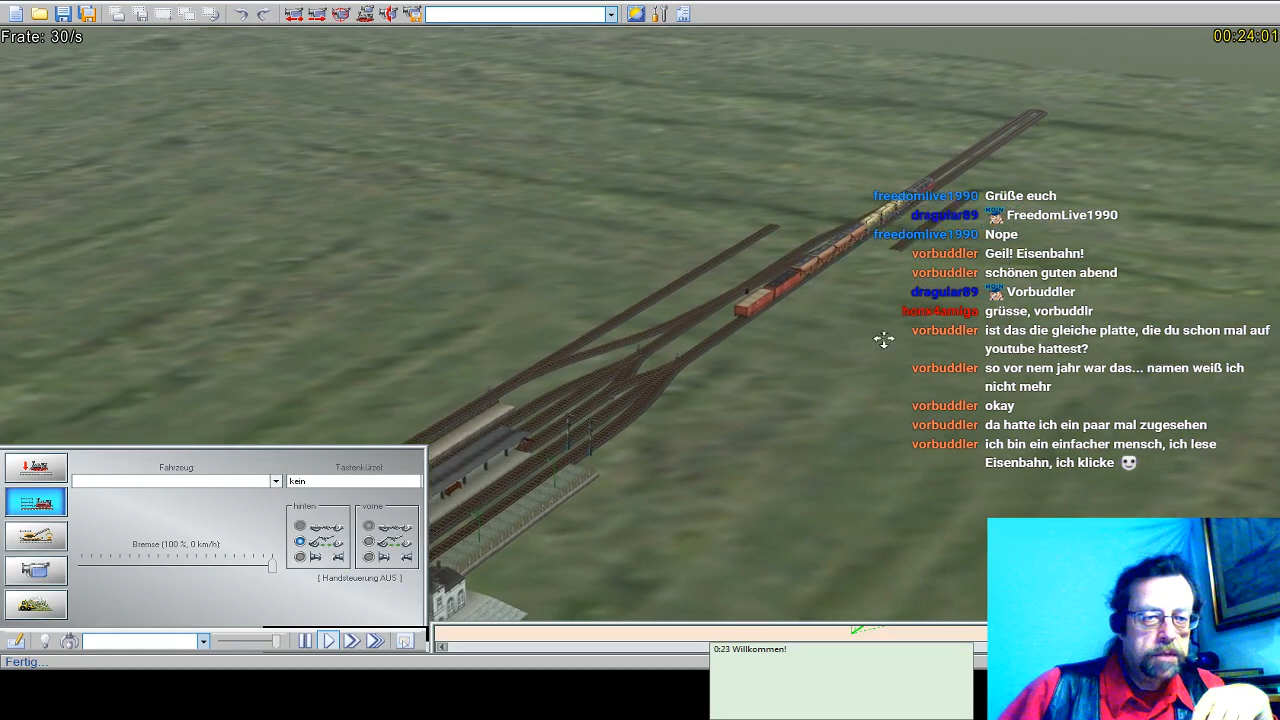 Frate: 30/s
00:24:01
freedomlive1990 Grüße euch
dragular89 FreedomLive1990
freedomlive1990 Nope
vorbuddler Geil! Eisenbahn!
vorbuddler schönen guten abend
dragular89 Vorbuddler
grüsse, vorbuddlr
vorbuddler ist das die gleiche platte, die du schon mal auf
youtube hattest?
vorbuddler so vor nem jahr war das... namen weiß ich
nicht mehr
vorbuddler okay
vorbuddler da hatte ich ein paar mal zugesehen
vorbuddler ich bin ein einfacher mensch, ich lese
Eisenbahn, ich klicke
Fahrzeug:
Tastenkürzel
kein
hinten
vorne
Bremse (100 %, 0 km/h):
[ Handsteuerung AUS ]
Fertig...
0:23 Willkommen!